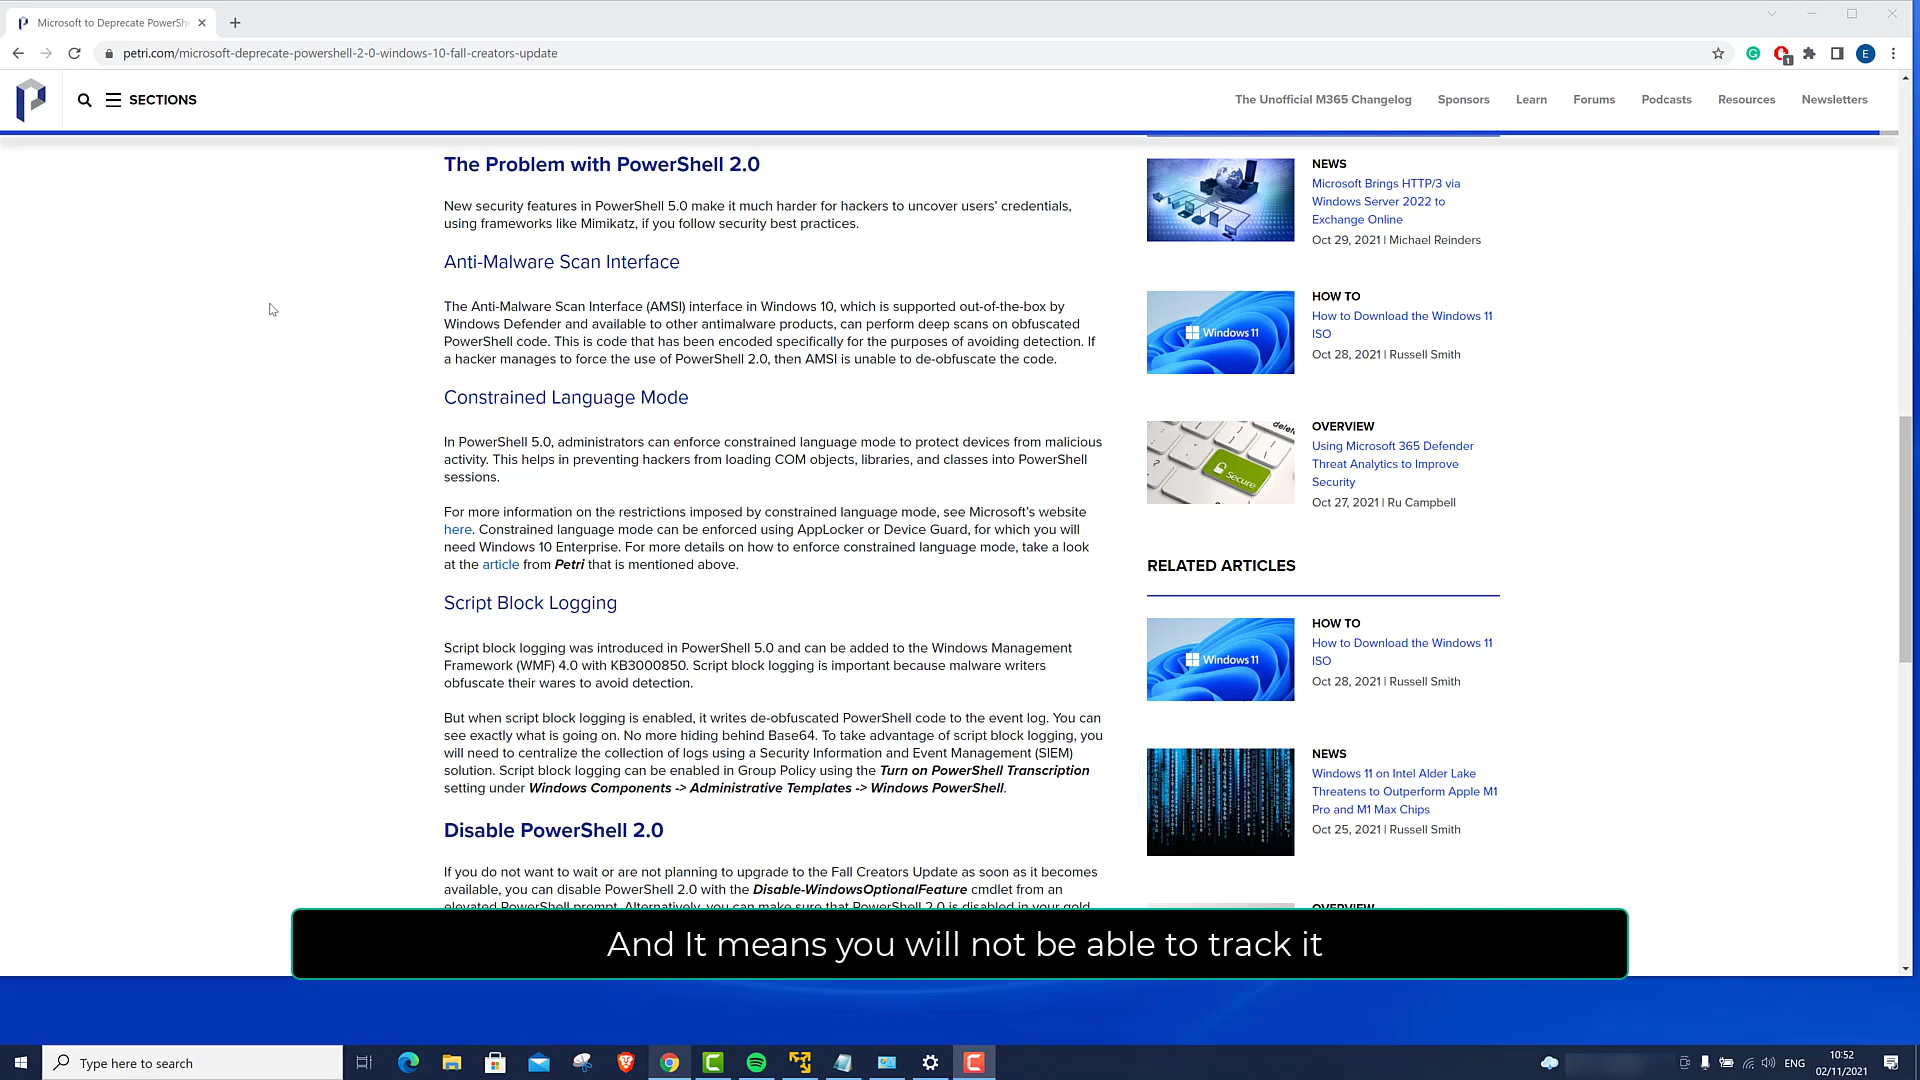 Microsoft to Deprecate PowerShe
petri.com/microsoft-deprecate-powershell-2-0-windows-10-fall-creators-update
1
E
SECTIONS
The Unofficial M365 Changelog
Sponsors
Learn
Forums
Podcasts
Resources
Newsletters
The Problem with PowerShell 2.0
New security features in PowerShell 5.0 make it much harder for hackers to uncover users’ credentials,
using frameworks like Mimikatz, if you follow security best practices.
Anti-Malware Scan Interface
The Anti-Malware Scan Interface (AMSI) interface in Windows 10, which is supported out-of-the-box by
Windows Defender and available to other antimalware products, can perform deep scans on obfuscated
PowerShell code. This is code that has been encoded specifically for the purposes of avoiding detection. If
a hacker manages to force the use of PowerShell 2.0, then AMSI is unable to de-obfuscate the code.
Constrained Language Mode
In PowerShell 5.0, administrators can enforce constrained language mode to protect devices from malicious
activity. This helps in preventing hackers from loading COM objects, libraries, and classes into PowerShell
sessions.
For more information on the restrictions imposed by constrained language mode, see Microsoft’s website
here. Constrained language mode can be enforced using AppLocker or Device Guard, for which you will
need Windows 10 Enterprise. For more details on how to enforce constrained language mode, take a look
at the article from Petri that is mentioned above.
Script Block Logging
Script block logging was introduced in PowerShell 5.0 and can be added to the Windows Management
Framework (WMF) 4.0 with KB3000850. Script block logging is important because malware writers
obfuscate their wares to avoid detection.
But when script block logging is enabled, it writes de-obfuscated PowerShell code to the event log. You can
see exactly what is going on. No more hiding behind Base64. To take advantage of script block logging, you
will need to centralize the collection of logs using a Security Information and Event Management (SIEM)
solution. Script block logging can be enabled in Group Policy using the Turn on PowerShell Transcription
setting under Windows Components -> Administrative Templates -> Windows PowerShell.
Disable PowerShell 2.0
If you do not want to wait or are not planning to upgrade to the Fall Creators Update as soon as it becomes
available, you can disable PowerShell 2.0 with the Disable-WindowsOptionalFeature cmdlet from an
elevated PowerShell prompt. Alternatively, you can make sure that PowerShell 2.0 is disabled in your gold
NEWS
Microsoft Brings HTTP/3 via
Windows Server 2022 to
Exchange Online
Oct 29, 2021 | Michael Reinders
Windows 11
HOW TO
How to Download the Windows 11
ISO
Oct 28, 2021 | Russell Smith
delete
Secure
OVERVIEW
Using Microsoft 365 Defender
Threat Analytics to Improve
Security
Oct 27, 2021 | Ru Campbell
RELATED ARTICLES
Windows 11
HOW TO
How to Download the Windows 11
ISO
Oct 28, 2021 | Russell Smith
NEWS
Windows 11 on Intel Alder Lake
Threatens to Outperform Apple M1
Pro and M1 Max Chips
Oct 25, 2021 | Russell Smith
OVERVIEW
And It means you will not be able to track it
Type here to search
ENG
10:52
02/11/2021